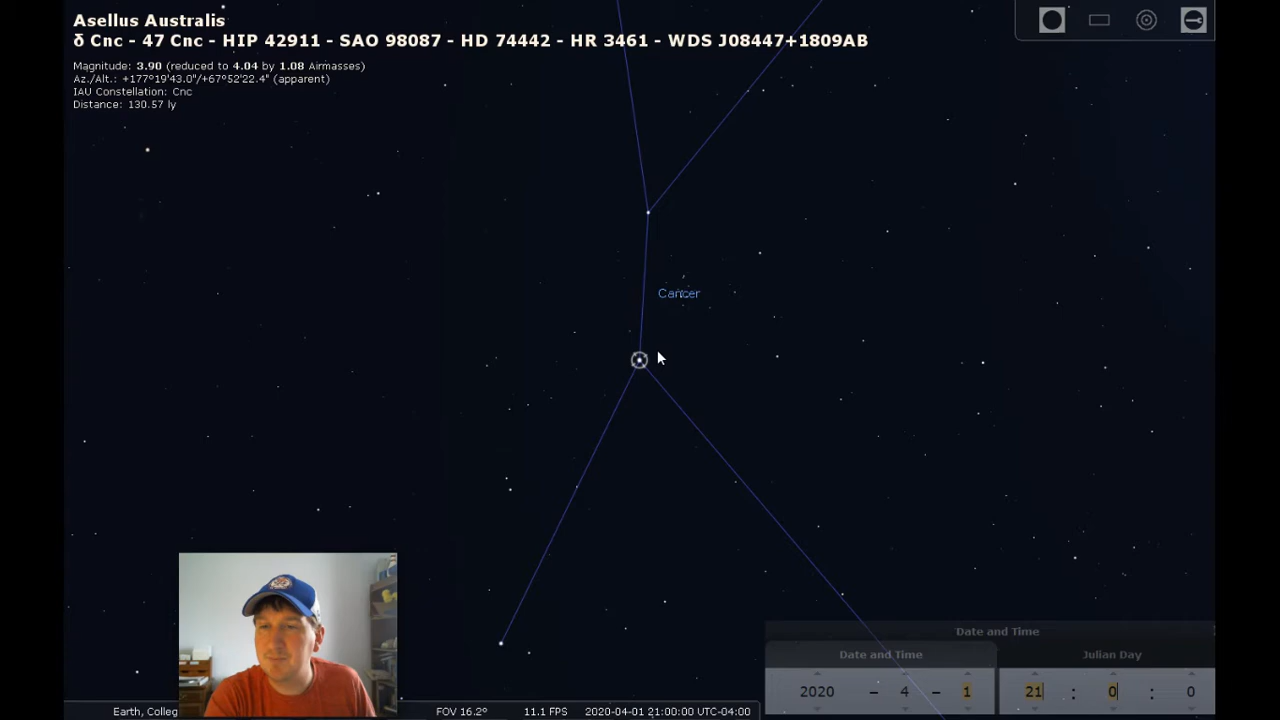 Asellus Australis
δ Cnc - 47 Cnc - HIP 42911 - SAO 98087 - HD 74442 - HR 3461 - WDS J08447+1809AB
Magnitude: 3.90 (reduced to 4.04 by 1.08 Airmasses)
Az./Alt.: +177°19'43.0"/+67°52'22.4" (apparent)
IAU Constellation: Cnc
Distance: 130.57 ly
Cancer
Date and Time
Date and Time Julian Day
2020 - 4 - 1 21 : 0 : 0
Earth, Colleg FOV 16.2° 11.1 FPS 2020-04-01 21:00:00 UTC-04:00